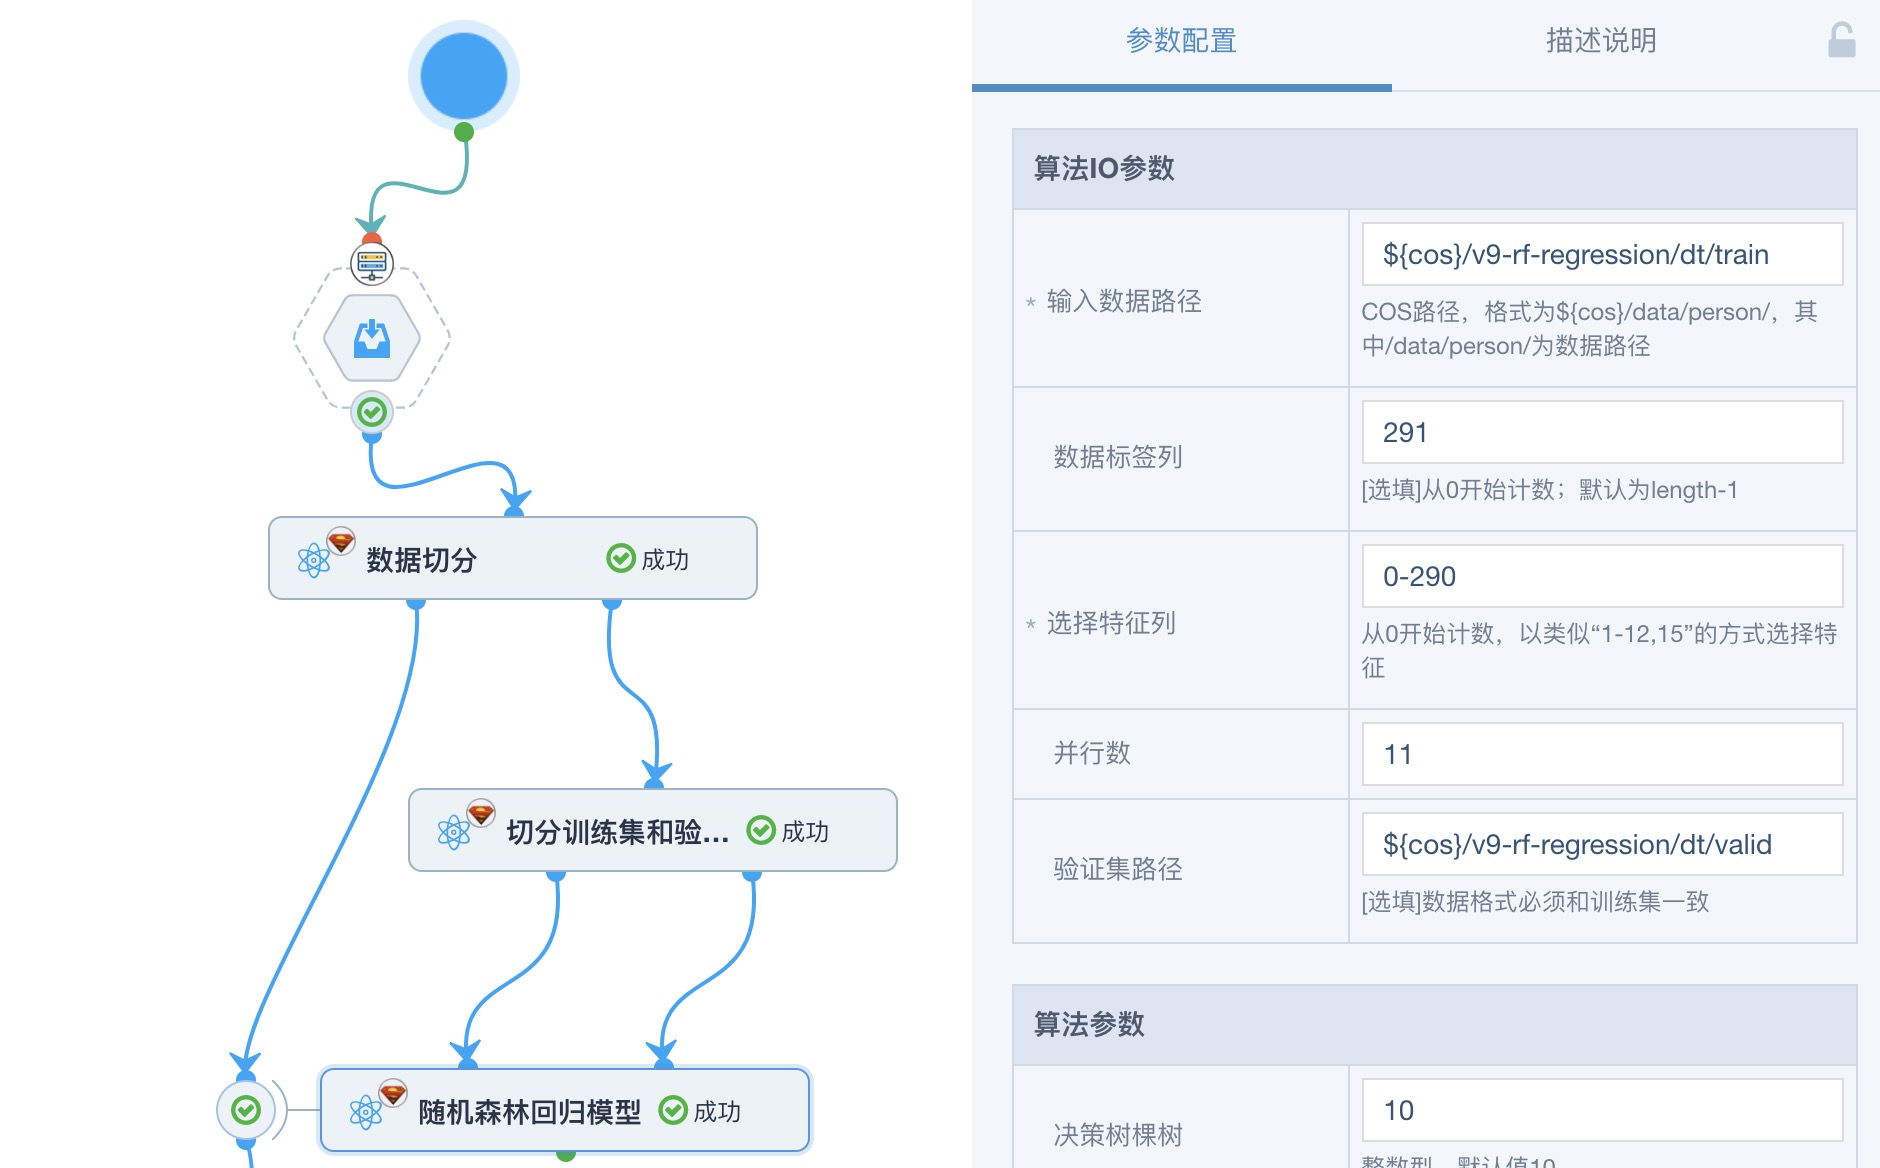 数据切分
成功
切分训练集和验...
成功
随机森林回归模型
成功
参数配置
描述说明
算法IO参数
* 输入数据路径
${cos}/v9-rf-regression/dt/train
COS路径，格式为${cos}/data/person/，其
中/data/person/为数据路径
数据标签列
291
[选填]从0开始计数；默认为length-1
* 选择特征列
0-290
从0开始计数，以类似“1-12,15”的方式选择特
征
并行数
11
验证集路径
${cos}/v9-rf-regression/dt/valid
[选填]数据格式必须和训练集一致
算法参数
决策树棵树
10
整数型，默认值10